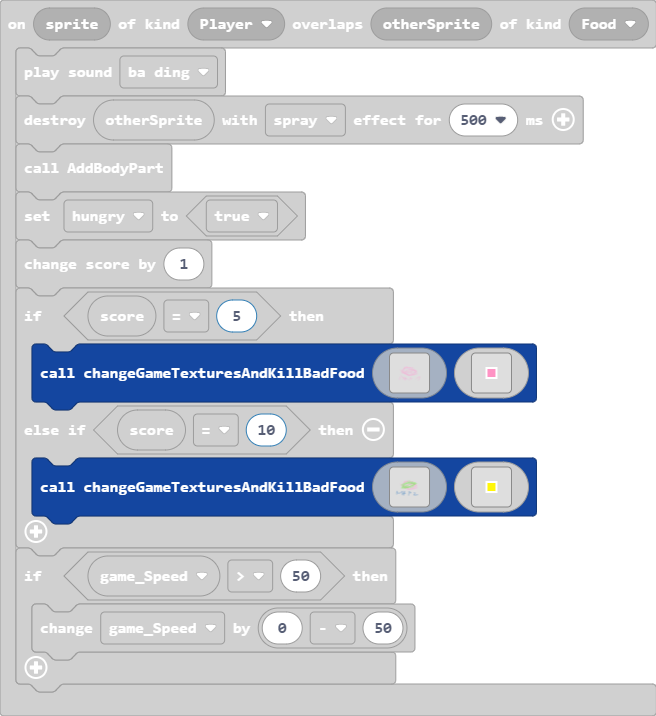 on sprite of kind Player overlaps otherSprite of kind Food
play sound ba ding
destroy otherSprite with spray effect for 500 ms
call AddBodyPart
set hungry to true
change score by 1
if score = 5 then
call changeGameTexturesAndKillBadFood
else if score = 10 then
call changeGameTexturesAndKillBadFood
if game_Speed > 50 then
change game_Speed by 0 - 50